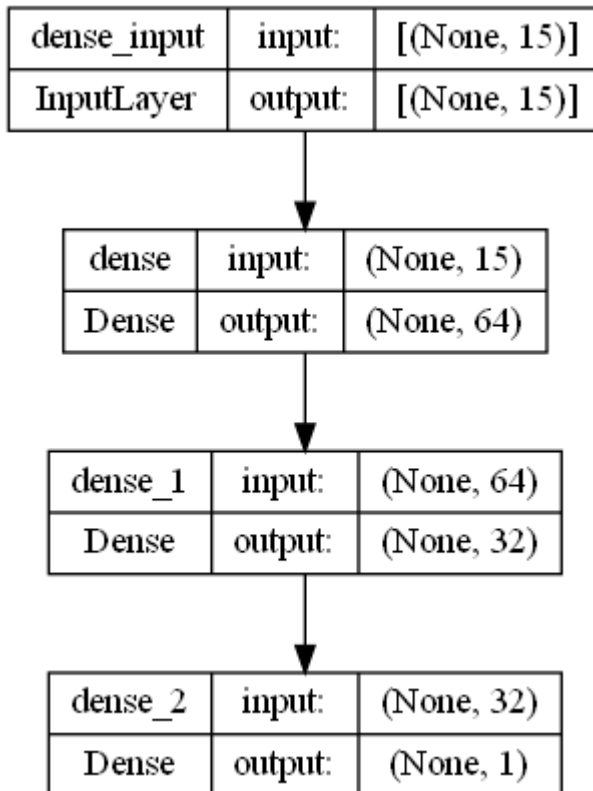 dense_input input: [(None, 15)]
InputLayer output: [(None, 15)]
dense input: (None, 15)
Dense output: (None, 64)
dense_1 input: (None, 64)
Dense output: (None, 32)
dense_2 input: (None, 32)
Dense output: (None, 1)